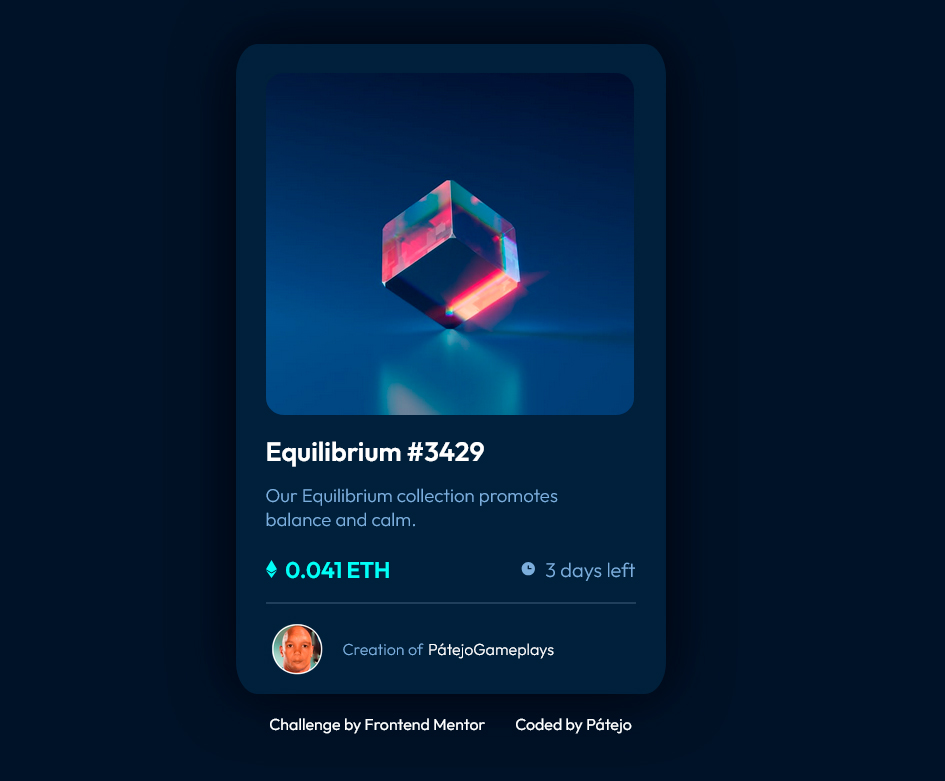 Equilibrium #3429
Our Equilibrium collection promotes
balance and calm.
0.041 ETH
3 days left
Creation of PátejoGameplays
Challenge by Frontend Mentor
Coded by Pátejo